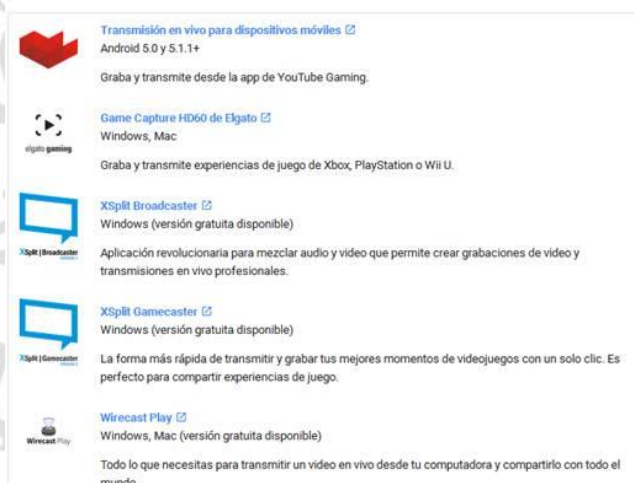 Transmisión en vivo para dispositivos móviles
Android 5.0 y 5.1.1+
Graba y transmite desde la app de YouTube Gaming.
elgato gaming
Game Capture HD60 de Elgato
Windows, Mac
Graba y transmite experiencias de juego de Xbox, PlayStation o Wii U.
XSplit | Broadcaster
XSplit Broadcaster
Windows (versión gratuita disponible)
Aplicación revolucionaria para mezclar audio y video que permite crear grabaciones de video y
transmisiones en vivo profesionales.
XSplit | Gamecaster
XSplit Gamecaster
Windows (versión gratuita disponible)
La forma más rápida de transmitir y grabar tus mejores momentos de videojuegos con un solo clic. Es
perfecto para compartir experiencias de juego.
Wirecast Play
Wirecast Play
Windows, Mac (versión gratuita disponible)
Todo lo que necesitas para transmitir un video en vivo desde tu computadora y compartirlo con todo el
mundo